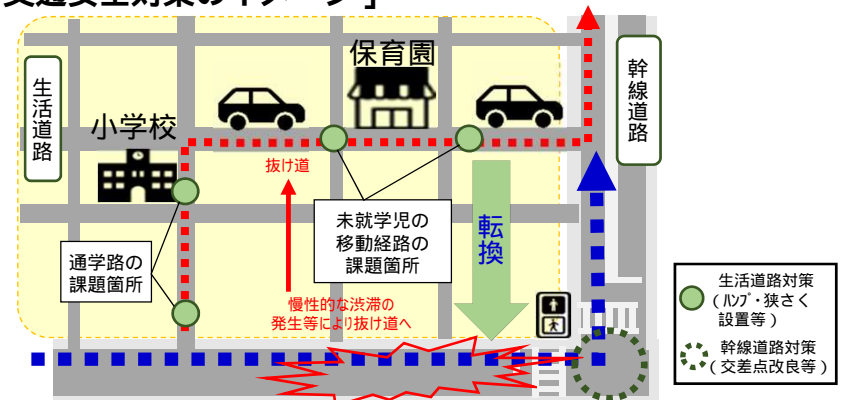 交通安全対策のイメージ ]
生活道路
保育園
幹線道路
小学校
抜け道
未就学児の
移動経路の
課題箇所
転換
通学路の
課題箇所
慢性的な渋滞の
発生等により抜け道へ
生活道路対策
（ﾊﾝﾌﾟ・狭さく
設置等）
幹線道路対策
（交差点改良等）